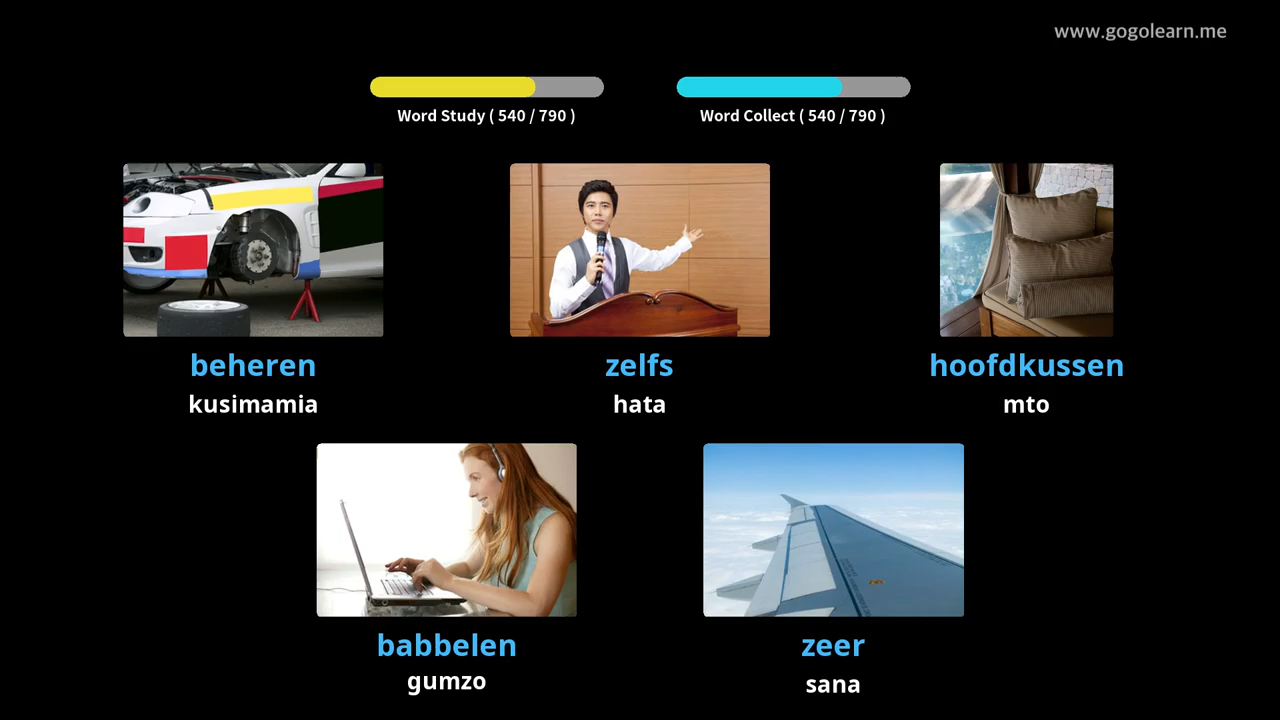 www.gogolearn.me
Word Study ( 540 / 790 )
Word Collect ( 540 / 790 )
beheren
kusimamia
zelfs
hata
hoofdkussen
mto
babbelen
gumzo
zeer
sana